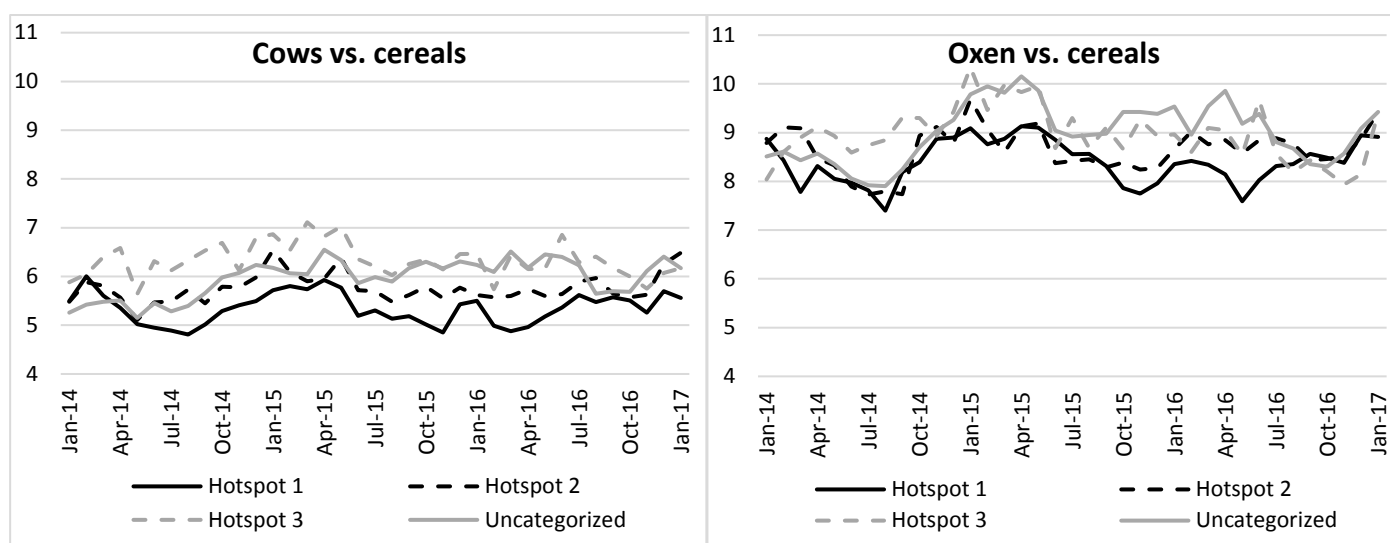 Cows vs. cereals
11
10
9
8
7
6
5
4
Jan-14
Apr-14
Jul-14
Oct-14
Jan-15
Apr-15
Jul-15
Oct-15
Jan-16
Apr-16
Jul-16
Oct-16
Jan-17
Hotspot 1
Hotspot 2
Hotspot 3
Uncategorized
Oxen vs. cereals
11
10
9
8
7
6
5
4
Jan-14
Apr-14
Jul-14
Oct-14
Jan-15
Apr-15
Jul-15
Oct-15
Jan-16
Apr-16
Jul-16
Oct-16
Jan-17
Hotspot 1
Hotspot 2
Hotspot 3
Uncategorized